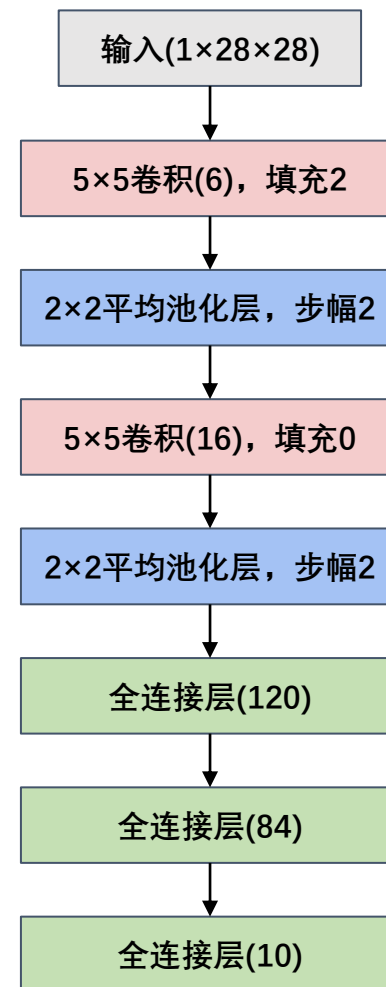 输入(1×28×28)
5×5卷积(6)，填充2
2×2平均池化层，步幅2
5×5卷积(16)，填充0
2×2平均池化层，步幅2
全连接层(120)
全连接层(84)
全连接层(10)